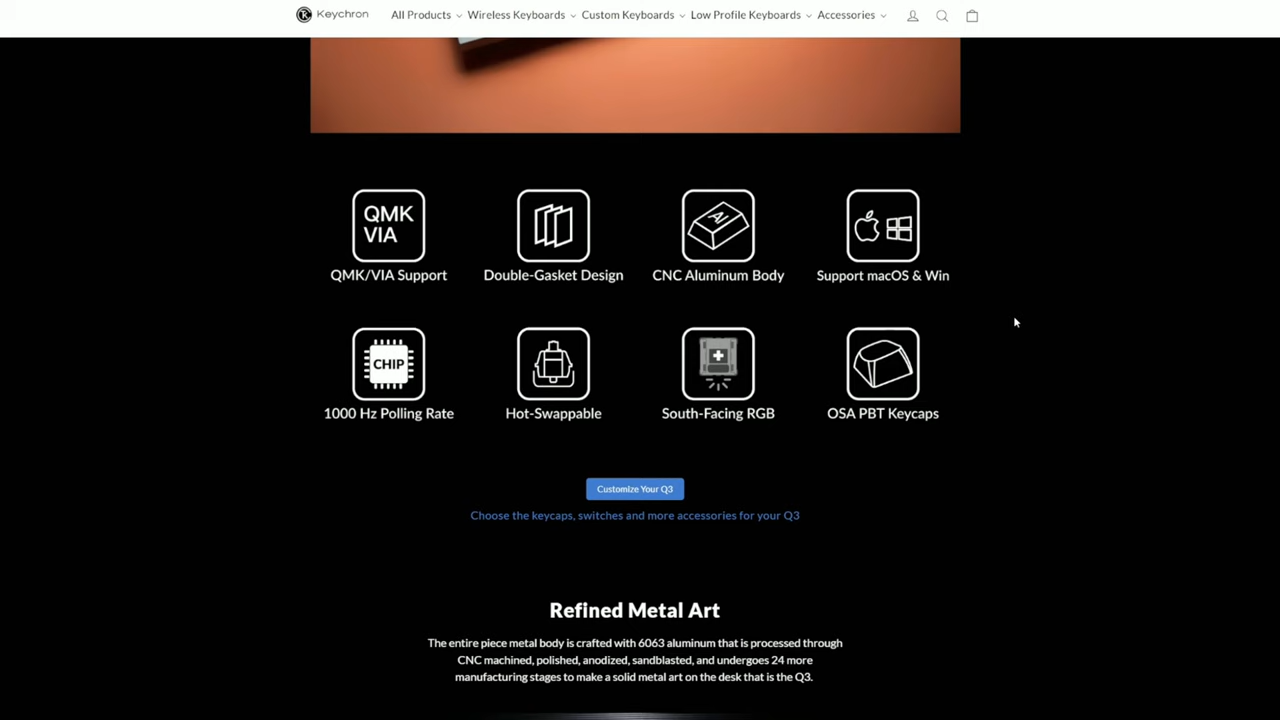 Keychron
All Products Wireless Keyboards Custom Keyboards Low Profile Keyboards Accessories
QMK
VIA
Al
QMK/VIA Support Double-Gasket Design CNC Aluminum Body Support macOS & Win
CHIP
1000 Hz Polling Rate Hot-Swappable South-Facing RGB OSA PBT Keycaps
Customize Your Q3
Choose the keycaps, switches and more accessories for your Q3
Refined Metal Art
The entire piece metal body is crafted with 6063 aluminum that is processed through
CNC machined, polished, anodized, sandblasted, and undergoes 24 more
manufacturing stages to make a solid metal art on the desk that is the Q3.